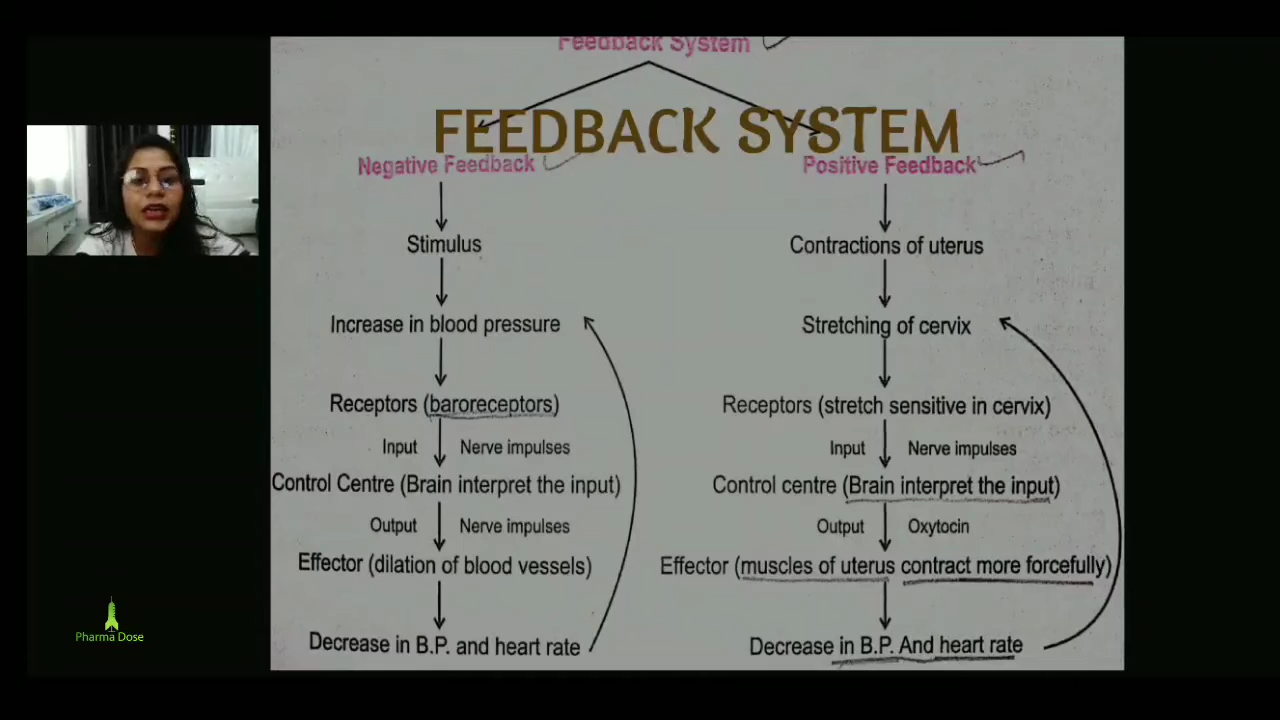 Feedback System
FEEDBACK SYSTEM
Negative Feedback
Stimulus
Increase in blood pressure
Receptors (baroreceptors)
Input Nerve impulses
Control Centre (Brain interpret the input)
Output Nerve impulses
Effector (dilation of blood vessels)
Decrease in B.P. and heart rate
Positive Feedback
Contractions of uterus
Stretching of cervix
Receptors (stretch sensitive in cervix)
Input Nerve impulses
Control centre (Brain interpret the input)
Output Oxytocin
Effector (muscles of uterus contract more forcefully)
Decrease in B.P. And heart rate
Pharma Dose